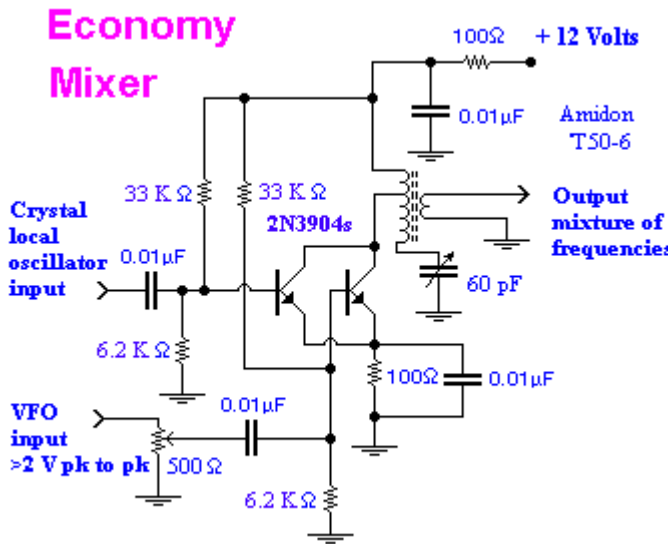 Economy
Mixer
100Ω
+ 12 Volts
0.01µF
Amidon
T50-6
33 K Ω
33 K Ω
2N3904s
Crystal
local
oscillator
input
0.01µF
Output
mixture of
frequencies
60 pF
6.2 K Ω
100Ω
0.01µF
VFO
input
>2 V pk to pk
0.01µF
500 Ω
6.2 K Ω